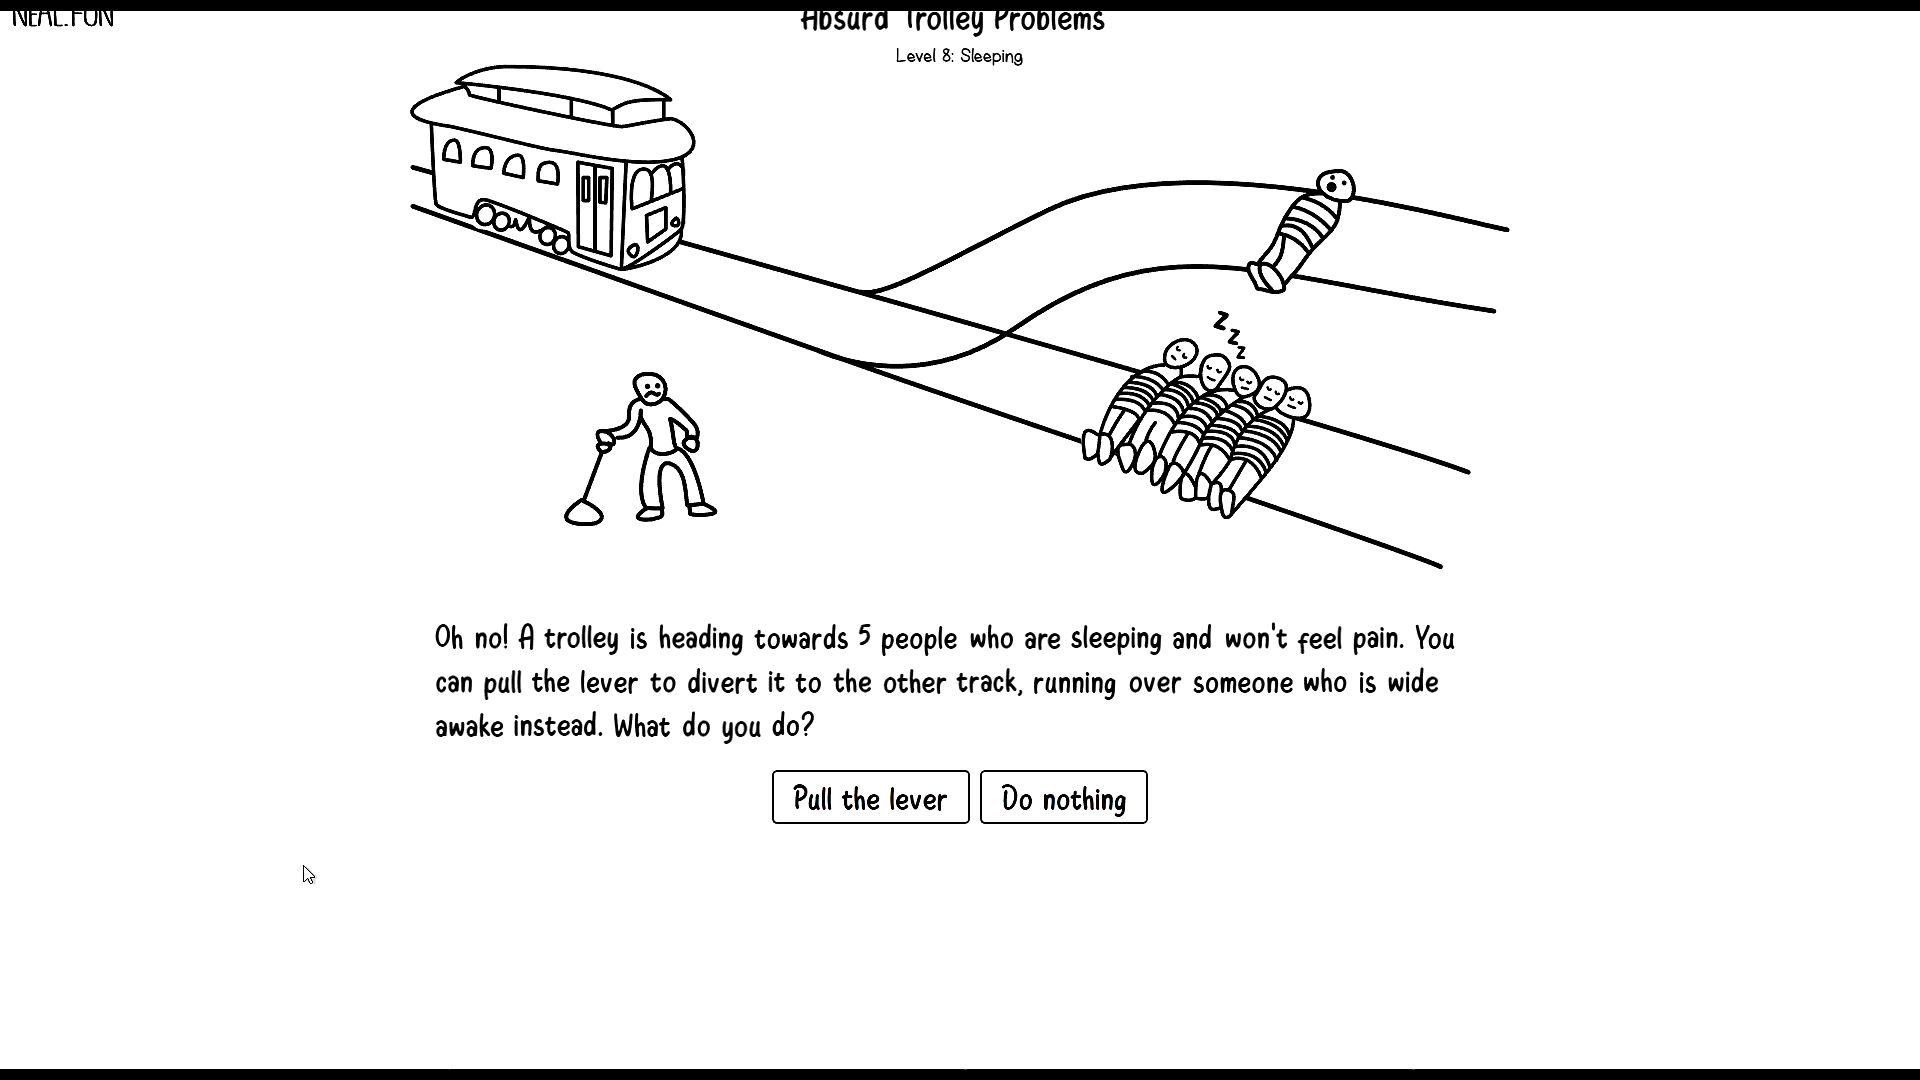 NEAL.FUN
Absurd Trolley Problems
Level 8: Sleeping
z
z
z
Oh no! A trolley is heading towards 5 people who are sleeping and won't feel pain. You
can pull the lever to divert it to the other track, running over someone who is wide
awake instead. What do you do?
Pull the lever
Do nothing